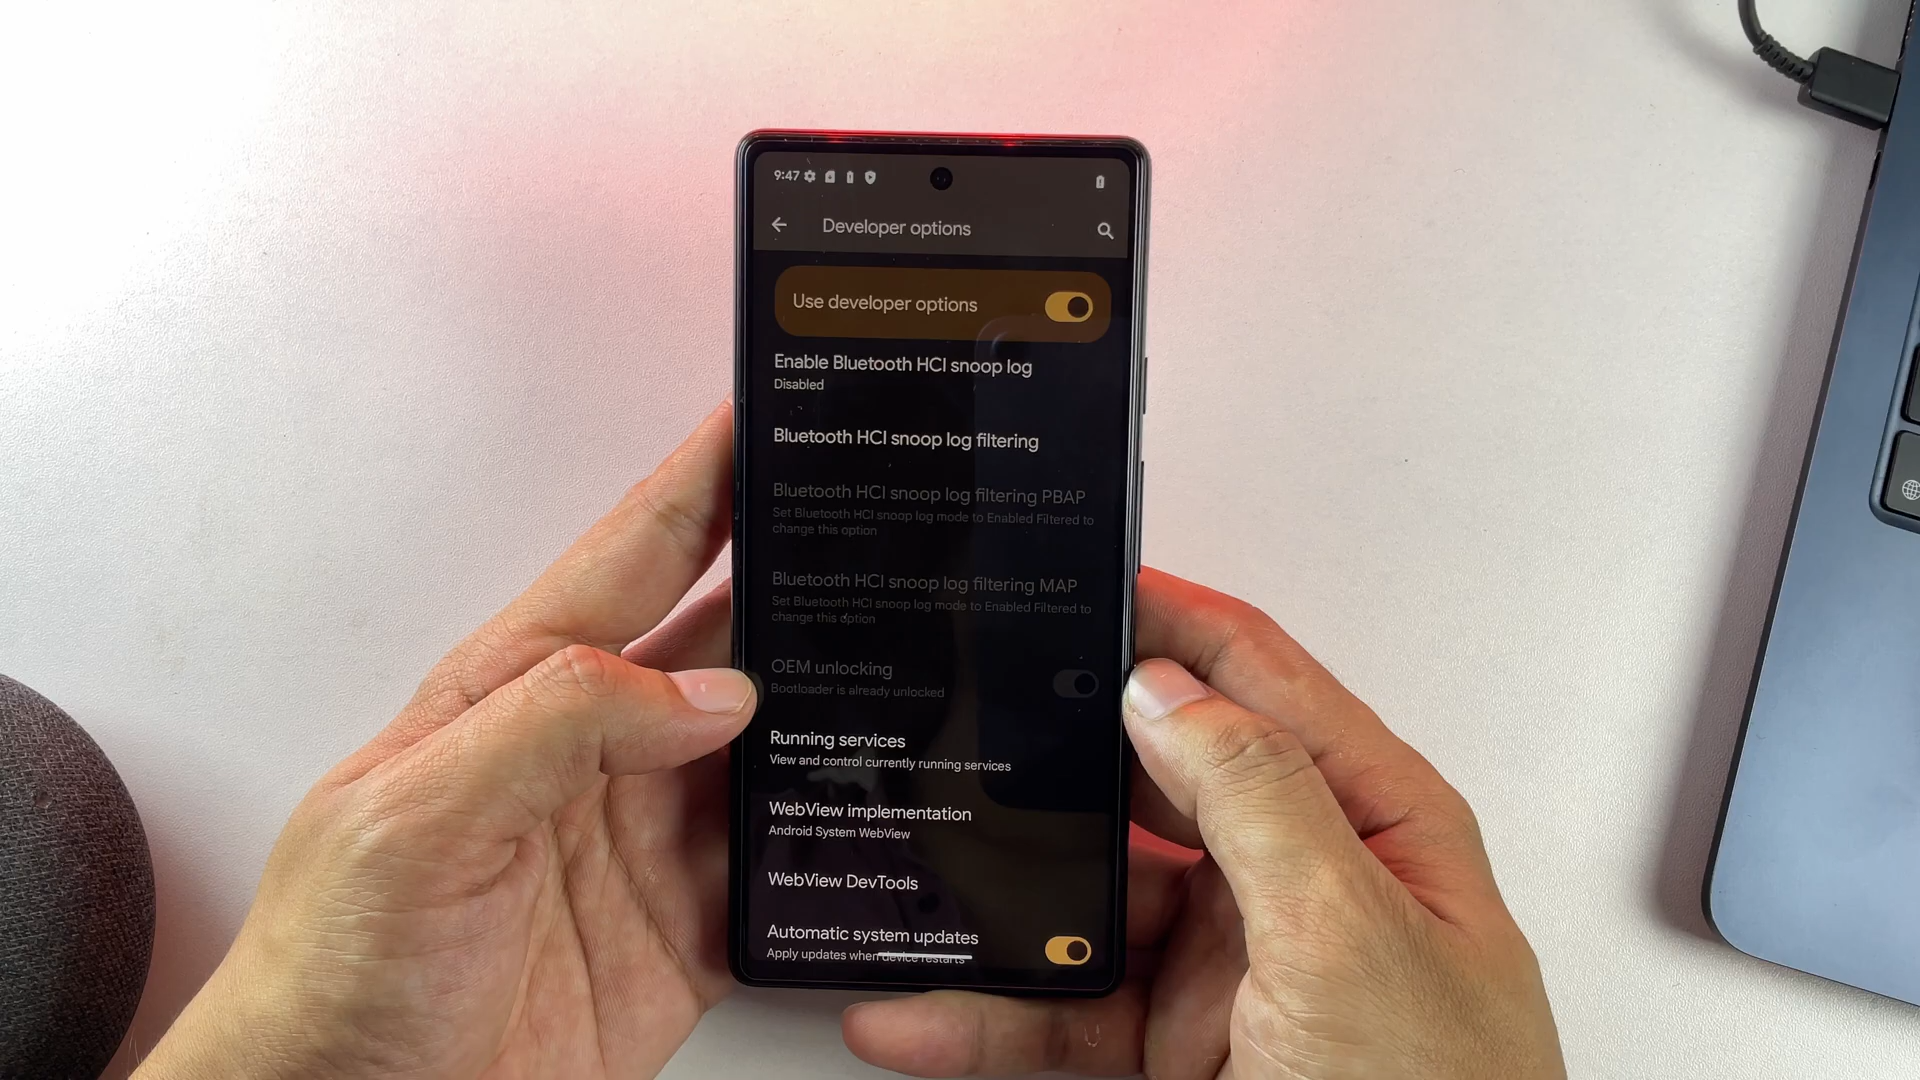 9:47
Developer options
Use developer options
Enable Bluetooth HCI snoop log
Disabled
Bluetooth HCI snoop log filtering
Bluetooth HCI snoop log filtering PBAP
Set Bluetooth HCI snoop log mode to Enabled Filtered to
change this option
Bluetooth HCI snoop log filtering MAP
Set Bluetooth HCI snoop log mode to Enabled Filtered to
change this option
OEM unlocking
Bootloader is already unlocked
Running services
View and control currently running services
WebView implementation
Android System WebView
WebView DevTools
Automatic system updates
Apply updates when device restarts